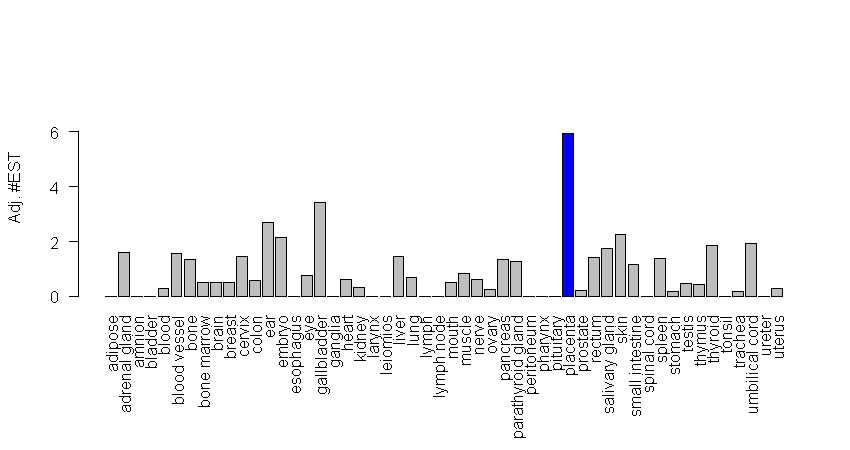 Adj. #EST
6
4
2
0
adipose
adrenal gland
amnion
bladder
blood
blood vessel
bone
bone marrow
brain
breast
cervix
colon
ear
embryo
esophagus
eye
gallbladder
ganglia
heart
kidney
larynx
leiomios
liver
lung
lymph
lymph node
mouth
muscle
nerve
ovary
pancreas
parathyroid gland
peritoneum
pharynx
pituitary
placenta
prostate
rectum
salivary gland
skin
small intestine
spinal cord
spleen
stomach
testis
thymus
thyroid
tonsil
trachea
umbilical cord
ureter
uterus